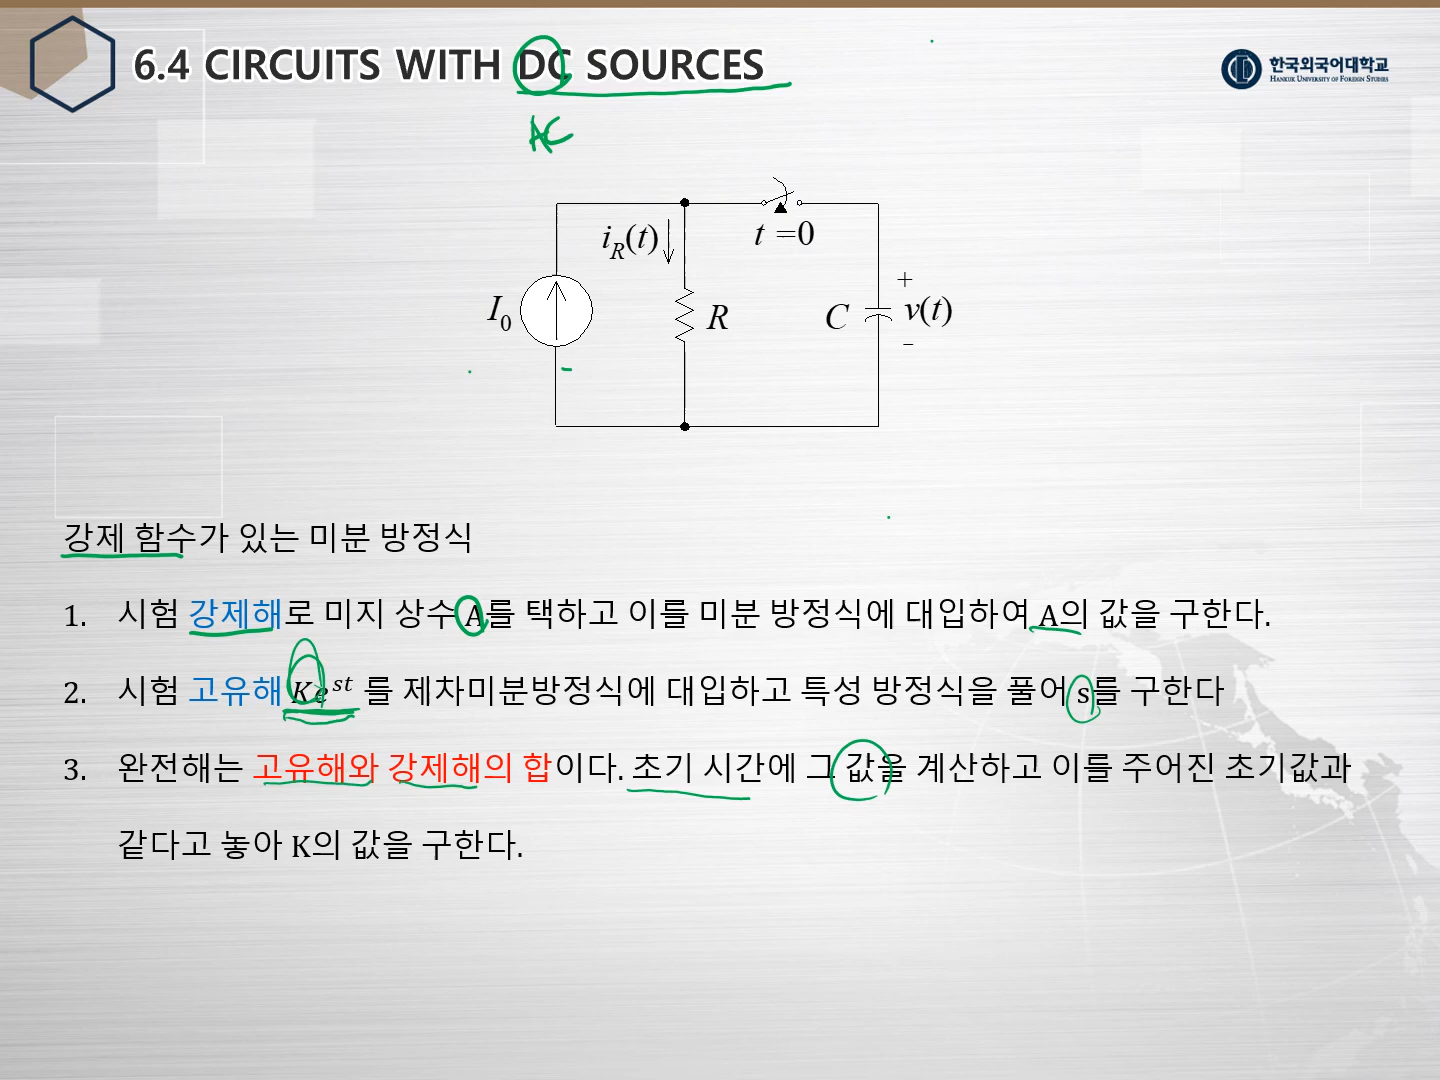 6.4 CIRCUITS WITH DC SOURCES
한국외국어대학교
HANKUK UNIVERSITY OF FOREIGN STUDIES
AC
iR(t)
t =0
I0
R
C
+
v(t)
−
강제 함수가 있는 미분 방정식
1. 시험 강제해로 미지 상수 A를 택하고 이를 미분 방정식에 대입하여 A의 값을 구한다.
2. 시험 고유해 Ke^st 를 제차미분방정식에 대입하고 특성 방정식을 풀어 s를 구한다
3. 완전해는 고유해와 강제해의 합이다. 초기 시간에 그 값을 계산하고 이를 주어진 초기값과
같다고 놓아 K의 값을 구한다.